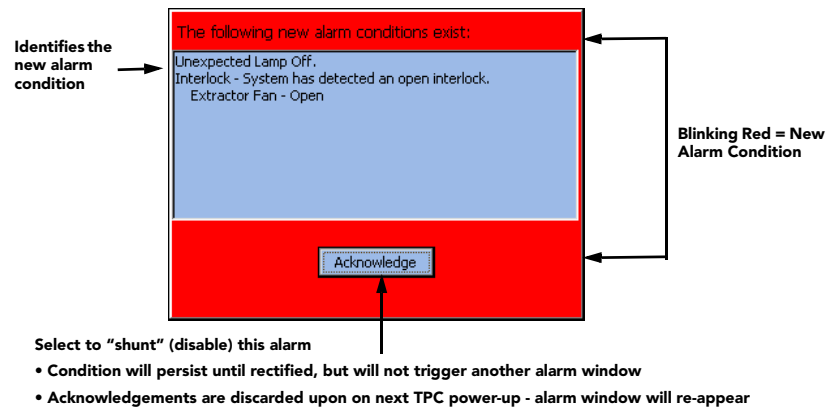 The following new alarm conditions exist:
Identifies the
new alarm
condition
Unexpected Lamp Off.
Interlock - System has detected an open interlock.
Extractor Fan - Open
Blinking Red = New
Alarm Condition
Acknowledge
Select to “shunt” (disable) this alarm
• Condition will persist until rectified, but will not trigger another alarm window
• Acknowledgements are discarded upon on next TPC power-up - alarm window will re-appear